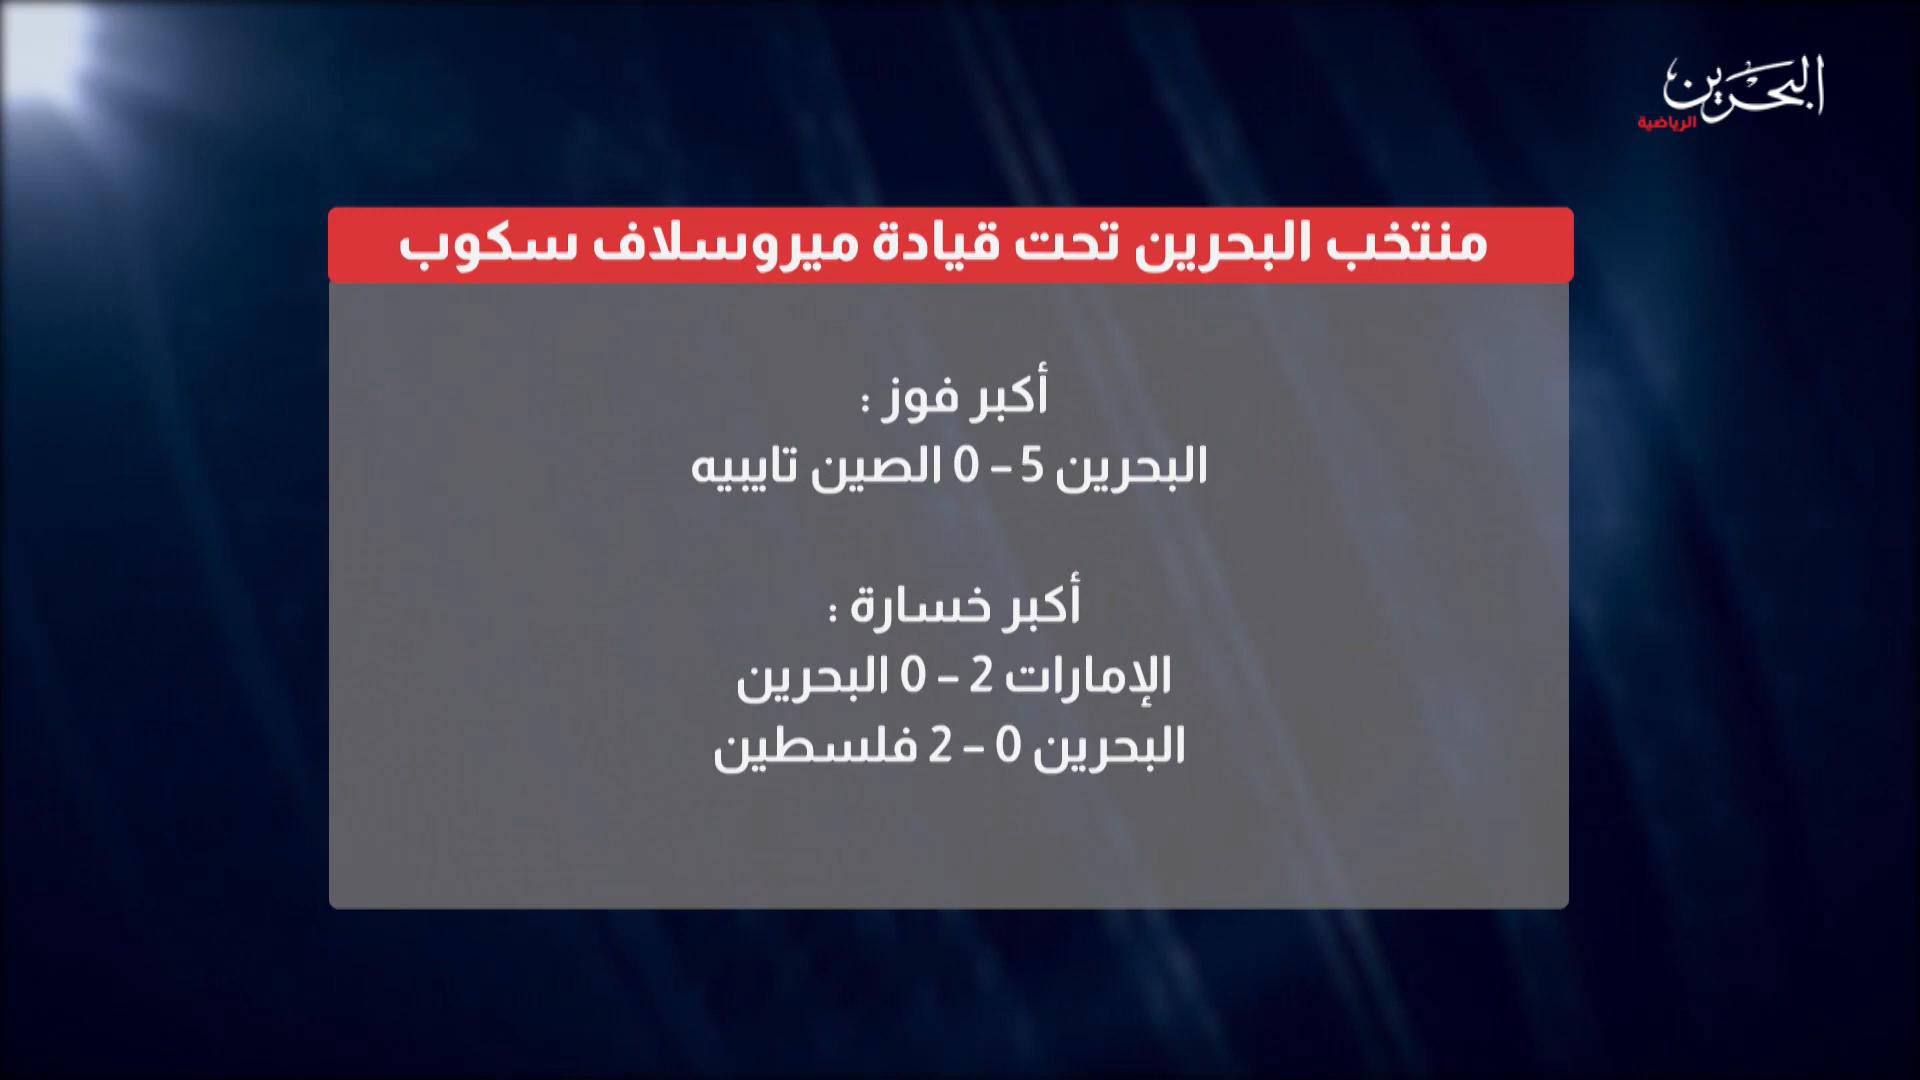 البحرين
الرياضية
منتخب البحرين تحت قيادة ميروسلاف سكوب
أكبر فوز :
البحرين 5 – 0 الصين تايبيه
أكبر خسارة :
الإمارات 2 – 0 البحرين
البحرين 0 – 2 فلسطين